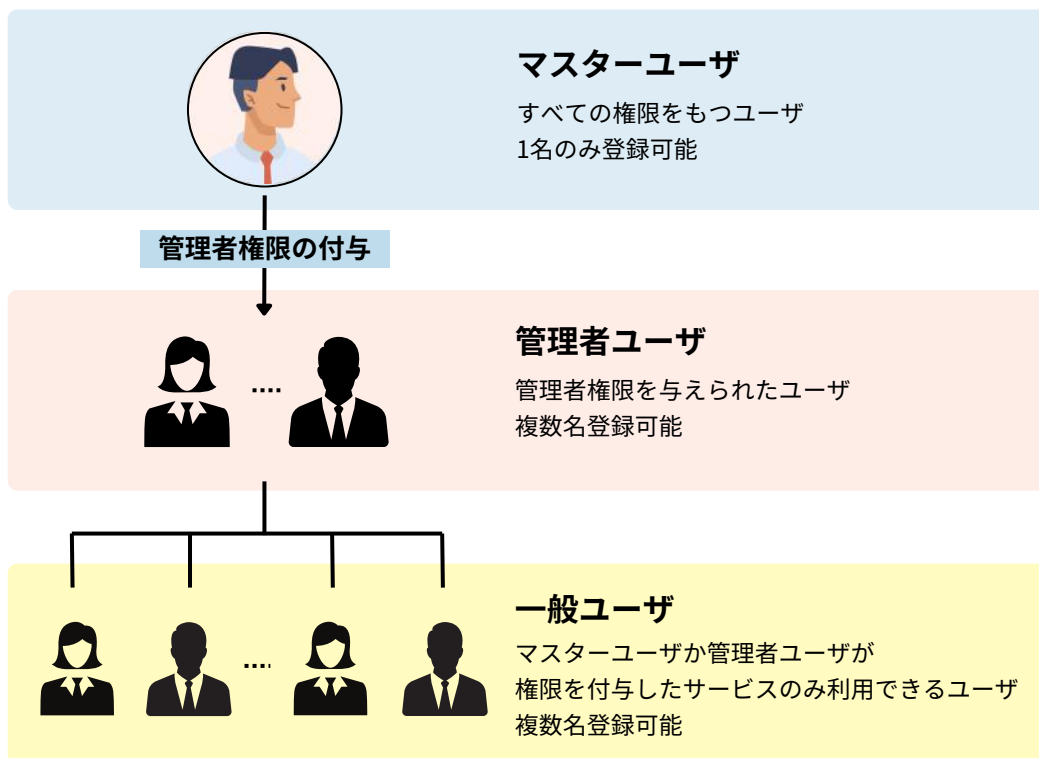 マスターユーザ
すべての権限をもつユーザ
1名のみ登録可能
管理者権限の付与
管理者ユーザ
管理者権限を与えられたユーザ
複数名登録可能
....
一般ユーザ
マスターユーザか管理者ユーザが
権限を付与したサービスのみ利用できるユーザ
複数名登録可能
....